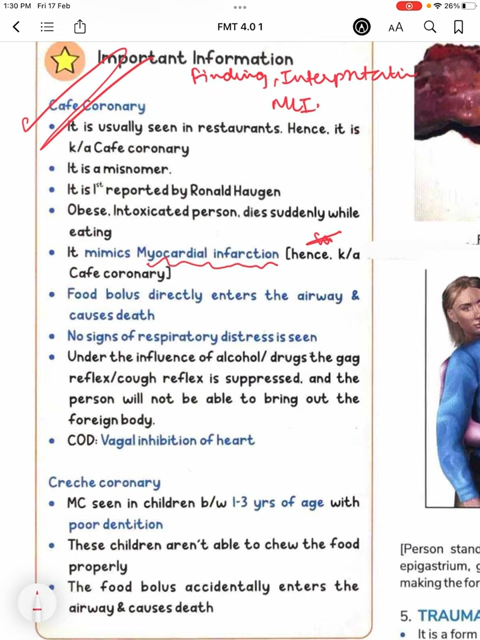 1:30 PM Fri 17 Feb
26%
FMT 4.0 1
AA
Important Information
Finding, Interpretation
MLI.
Cafe Coronary
• It is usually seen in restaurants. Hence, it is
k/a Cafe coronary
• It is a misnomer.
• It is 1st reported by Ronald Haugen
• Obese, Intoxicated person, dies suddenly while
eating
• It mimics Myocardial infarction [hence, k/a
Cafe coronary]
• Food bolus directly enters the airway &
causes death
• No signs of respiratory distress is seen
• Under the influence of alcohol/ drugs the gag
reflex/cough reflex is suppressed, and the
person will not be able to bring out the
foreign body.
• COD: Vagal inhibition of heart
Creche coronary
• MC seen in children b/w 1-3 yrs of age with
poor dentition
• These children aren't able to chew the food
properly
• The food bolus accidentally enters the
airway & causes death
[Person stand
epigastrium, g
making the for
5. TRAUMA
• It is a form